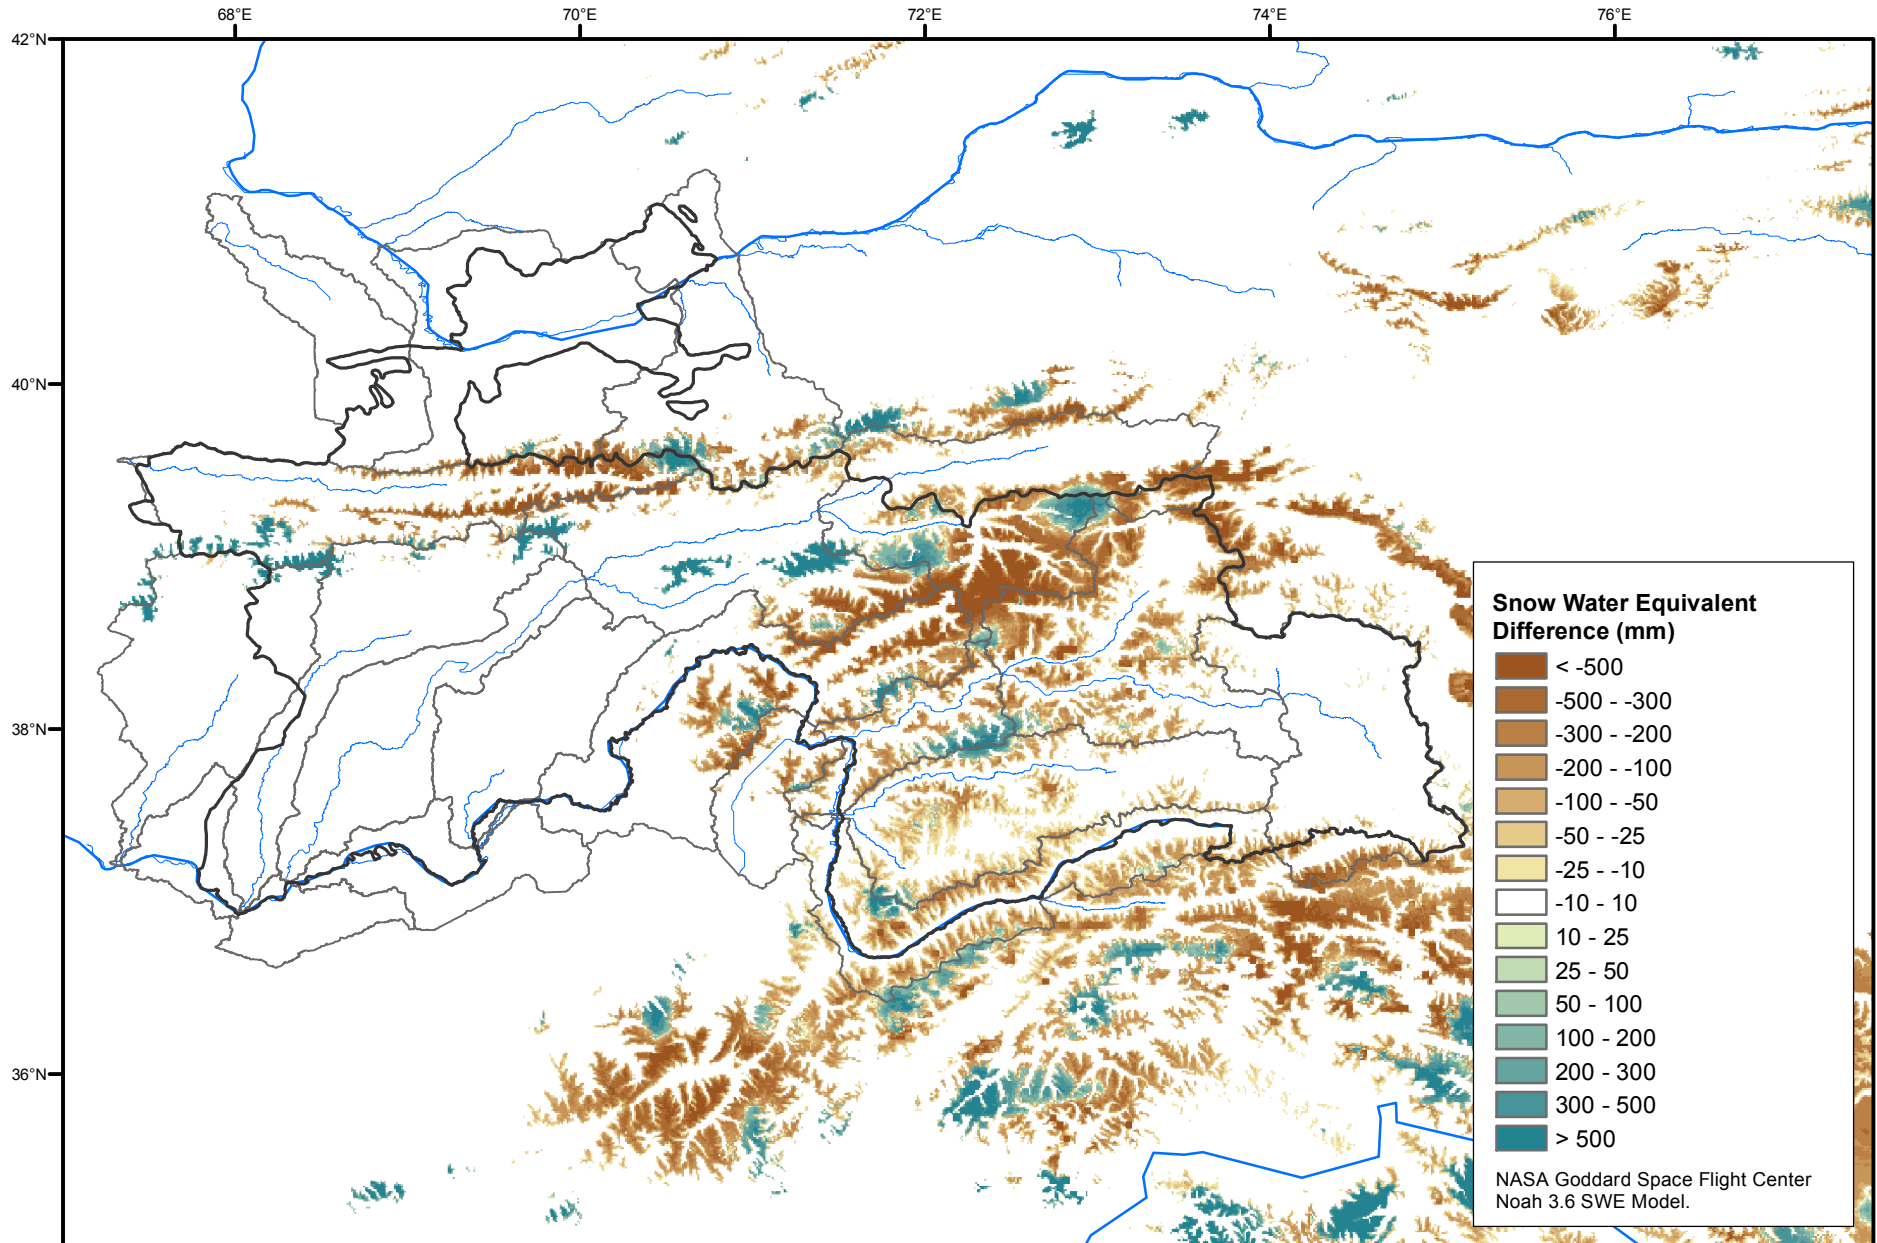 68°E 70°E 72°E 74°E 76°E
42°N
40°N
38°N
36°N
Snow Water Equivalent
Difference (mm)
< -500
-500 - -300
-300 - -200
-200 - -100
-100 - -50
-50 - -25
-25 - -10
-10 - 10
10 - 25
25 - 50
50 - 100
100 - 200
200 - 300
300 - 500
> 500
NASA Goddard Space Flight Center
Noah 3.6 SWE Model.